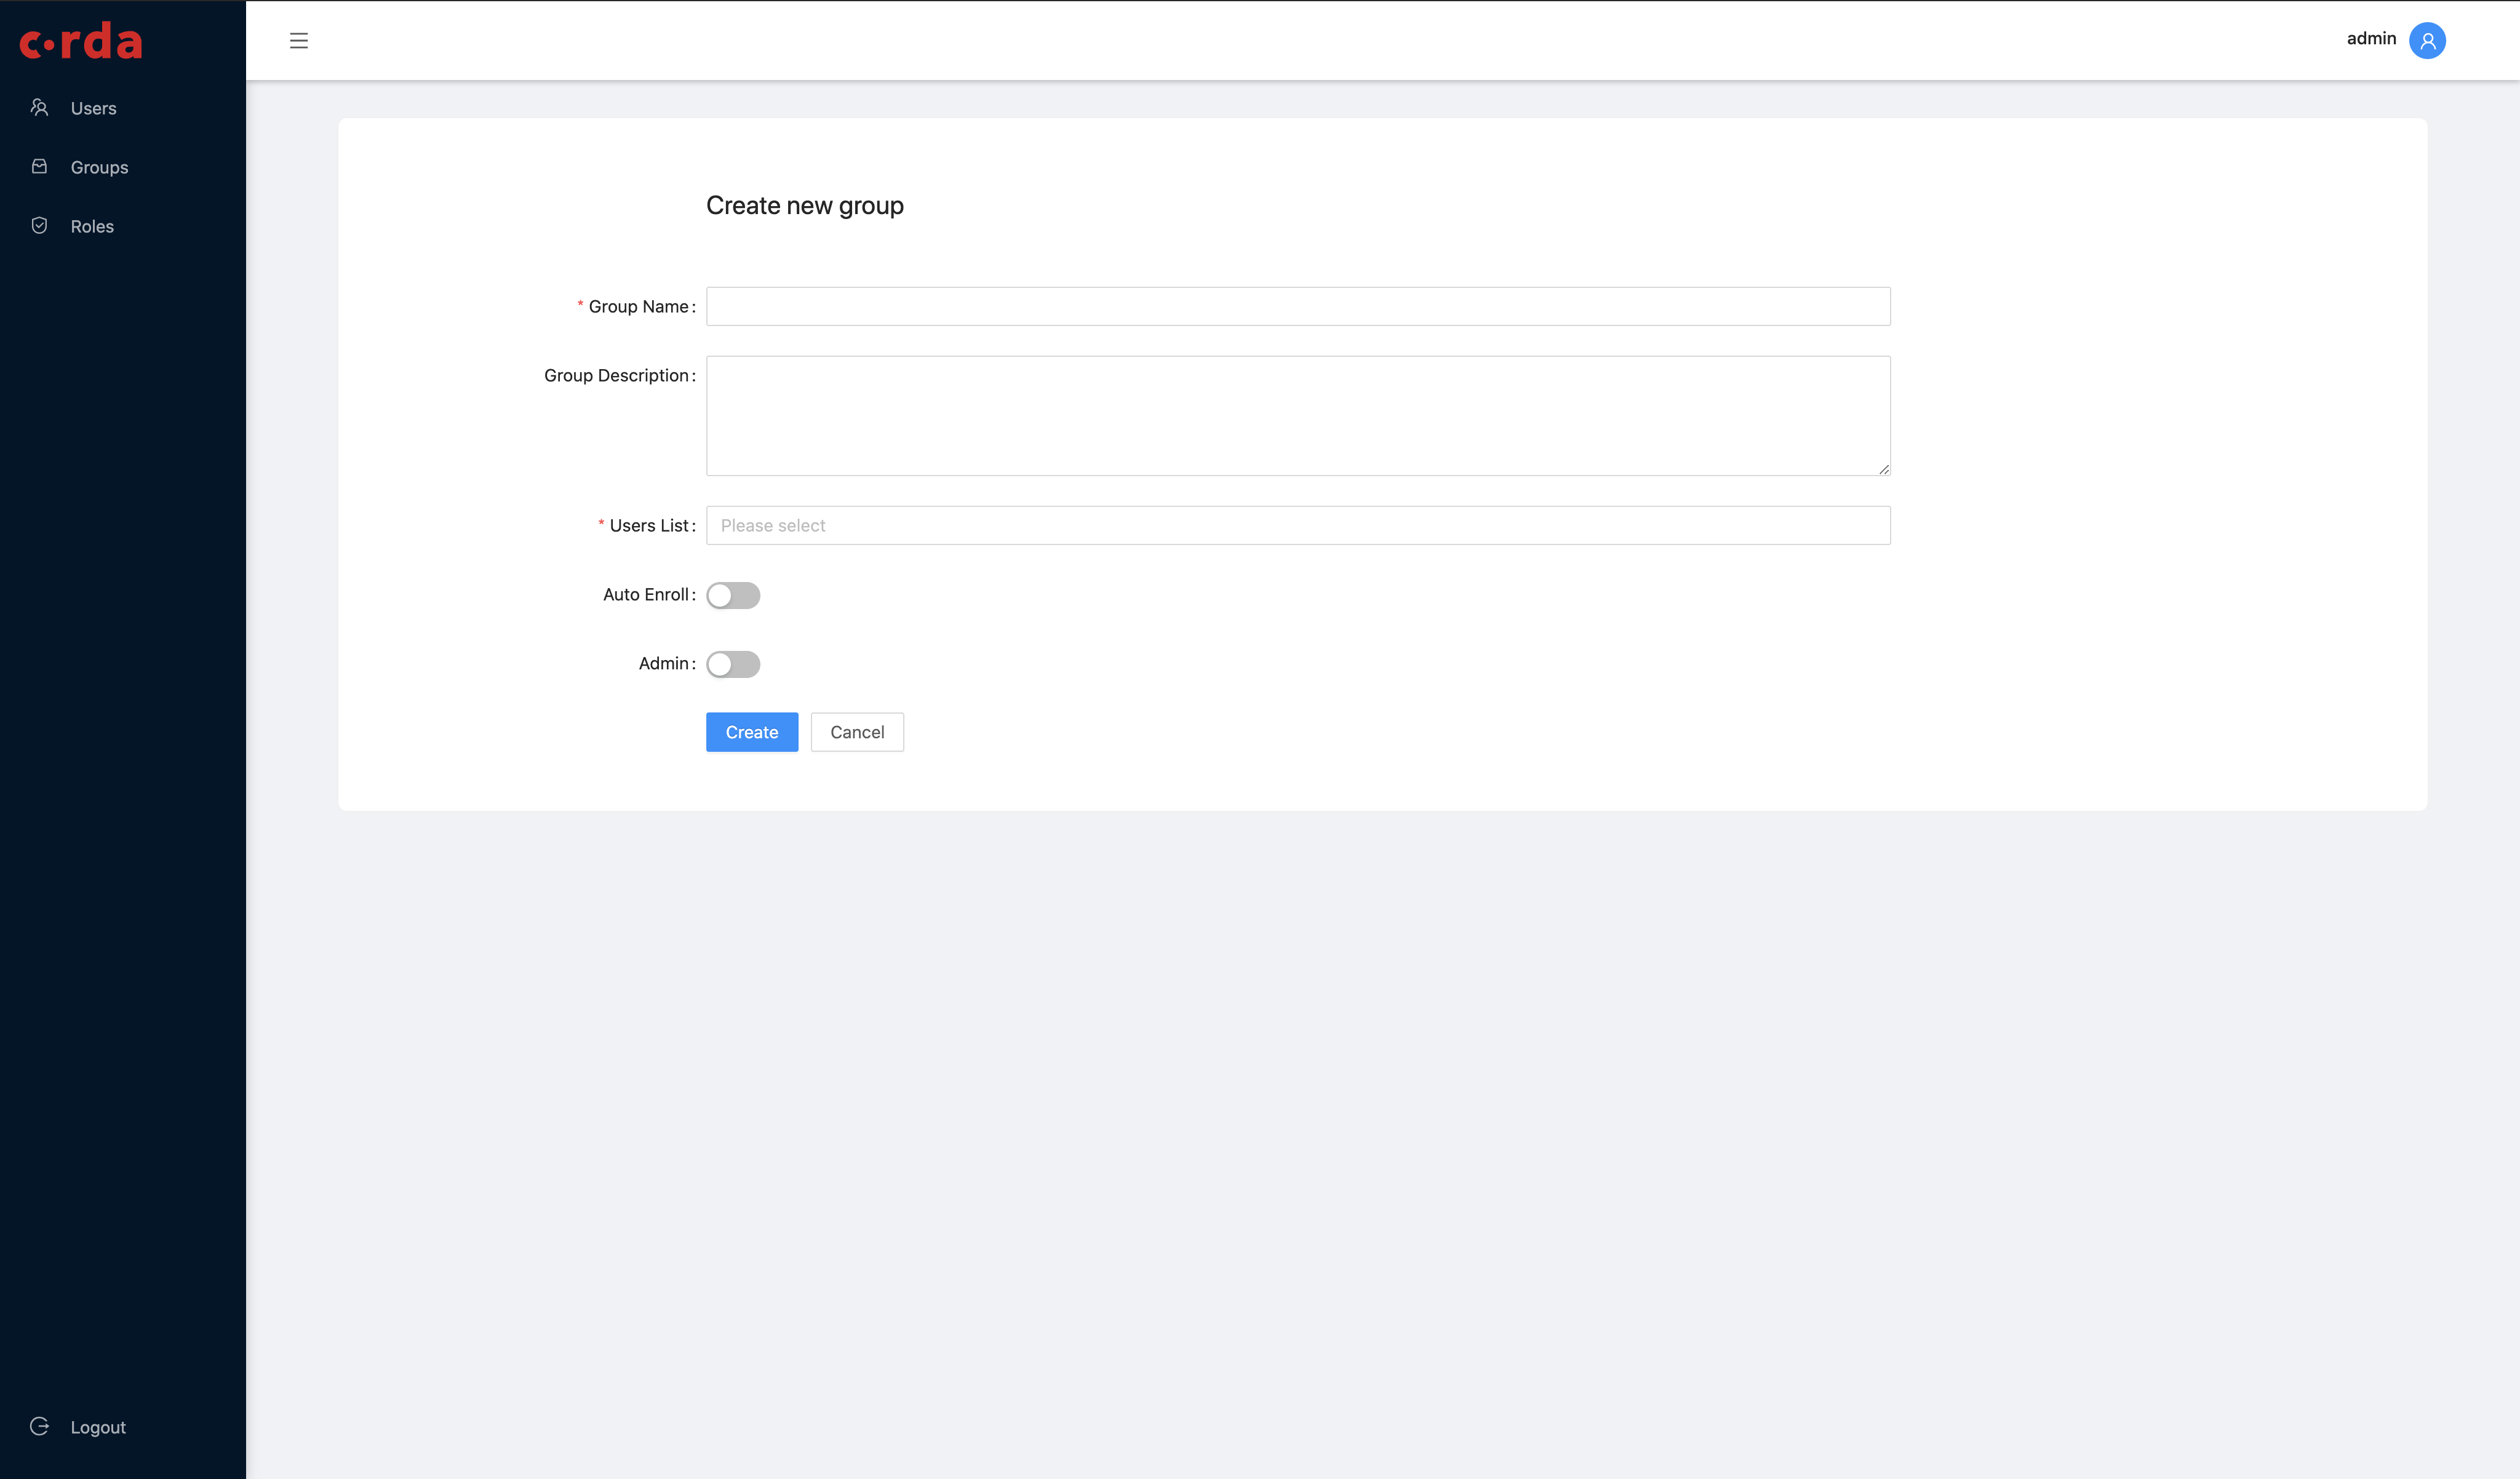 c·rda
admin
Users
Groups
Roles
Create new group
* Group Name:
Group Description:
* Users List: Please select
Auto Enroll:
Admin:
Create Cancel
Logout